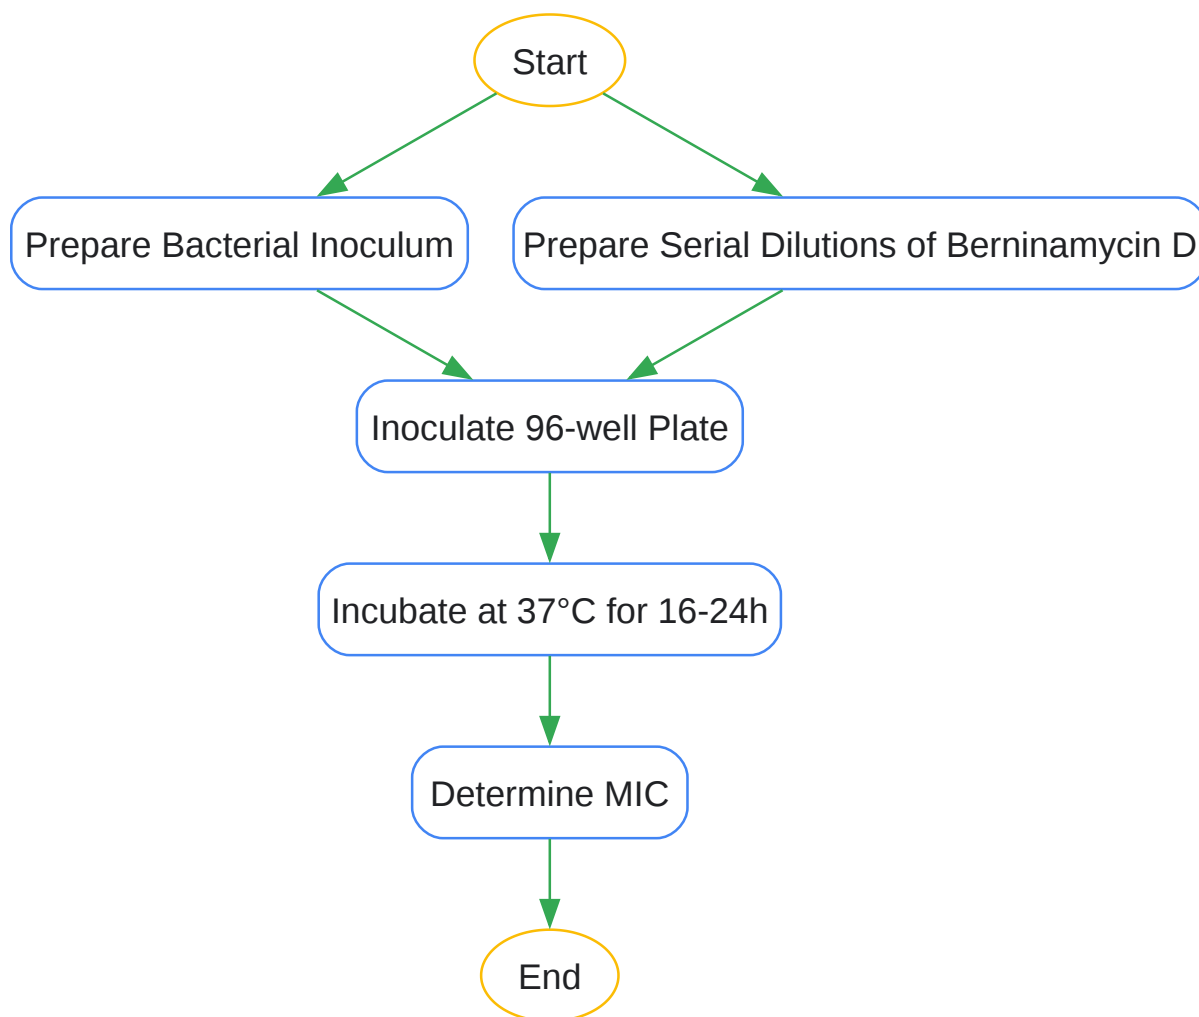 Start
Prepare Bacterial Inoculum
Prepare Serial Dilutions of Berninamycin D
Inoculate 96-well Plate
Incubate at 37°C for 16-24h
Determine MIC
End